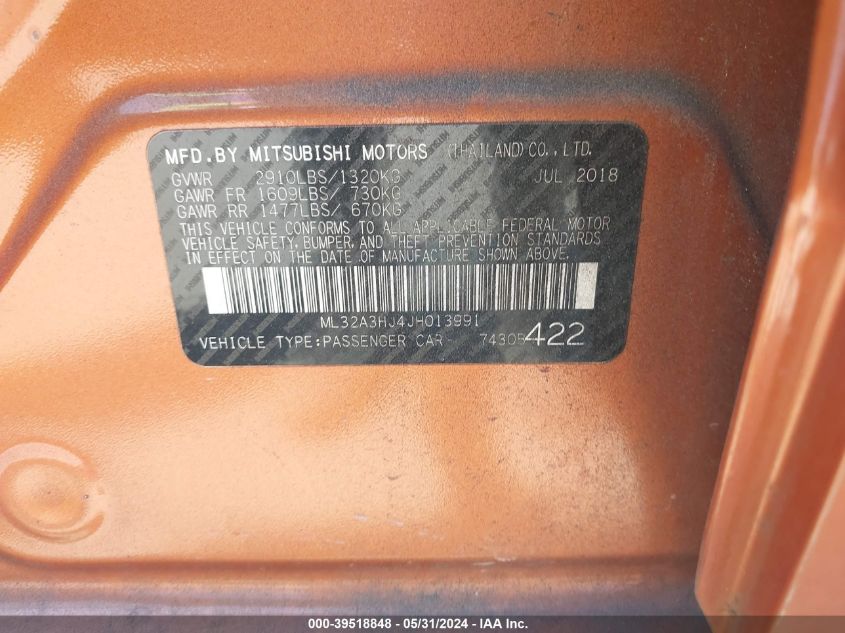 MFD. BY MITSUBISHI MOTORS (THAILAND) CO., LTD.
GVWR 2910LBS/1320KG JUL 2018
GAWR FR 1609LBS/ 730KG
GAWR RR 1477LBS/ 670KG
THIS VEHICLE CONFORMS TO ALL APPLICABLE FEDERAL MOTOR
VEHICLE SAFETY, BUMPER, AND THEFT PREVENTION STANDARDS
IN EFFECT ON THE DATE OF MANUFACTURE SHOWN ABOVE.
ML32A3HJ4JH013991
VEHICLE TYPE:PASSENGER CAR 422
000-39518848 - 05/31/2024 - IAA Inc.